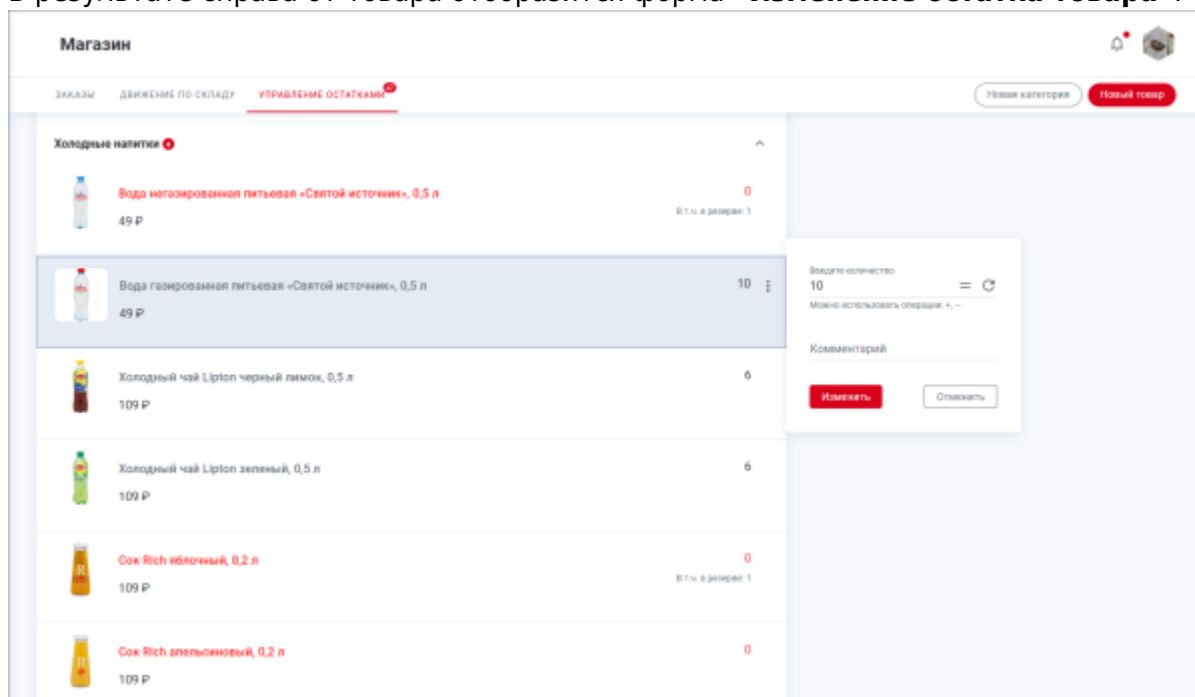 В результате справа от товара отобразится форма "Изменение остатка товара".
Магазин
ЗАКАЗЫ ДВИЖЕНИЕ ПО СКЛАДУ УПРАВЛЕНИЕ ОСТАТКАМИ
Новая категория Новый товар
Холодные напитки 4
Вода негазированная питьевая «Святой источник», 0,5 л 0
49 ₽ В т.ч. в резерве: 1
Вода газированная питьевая «Святой источник», 0,5 л 10
49 ₽
Введите количество
10 =
Можно использовать операции: +, –
Комментарий
Изменить Отменить
Холодный чай Lipton черный лимон, 0,5 л 6
109 ₽
Холодный чай Lipton зеленый, 0,5 л 6
109 ₽
Сок Rich яблочный, 0,2 л 0
109 ₽ В т.ч. в резерве: 1
Сок Rich апельсиновый, 0,2 л 0
109 ₽